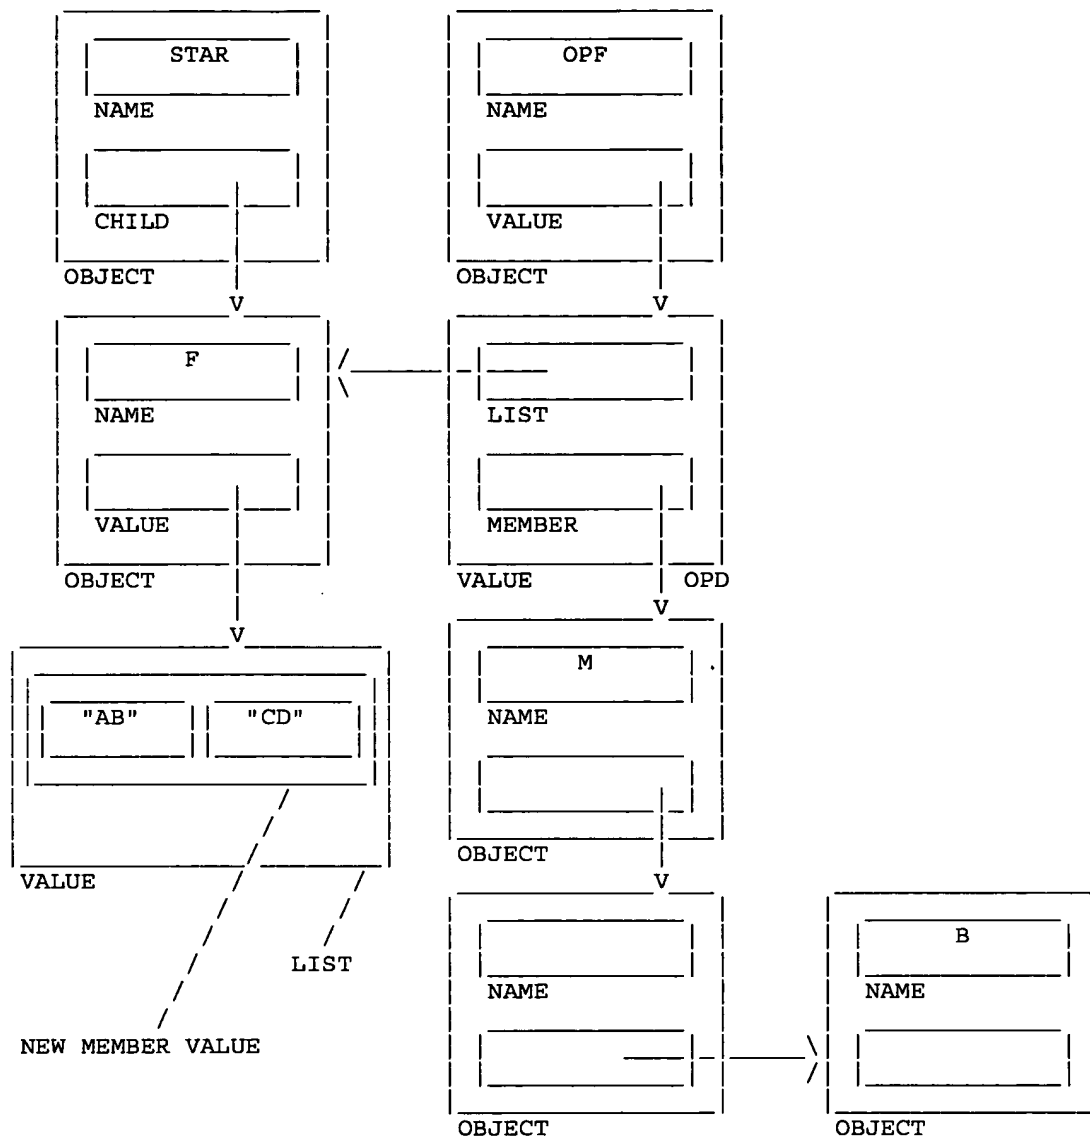 STAR OPF
NAME NAME
CHILD VALUE
OBJECT OBJECT
V V
F
NAME LIST
VALUE MEMBER
OBJECT VALUE OPD
V V
M
"AB" "CD" NAME
OBJECT
VALUE V
B
LIST NAME NAME
NEW MEMBER VALUE
OBJECT OBJECT